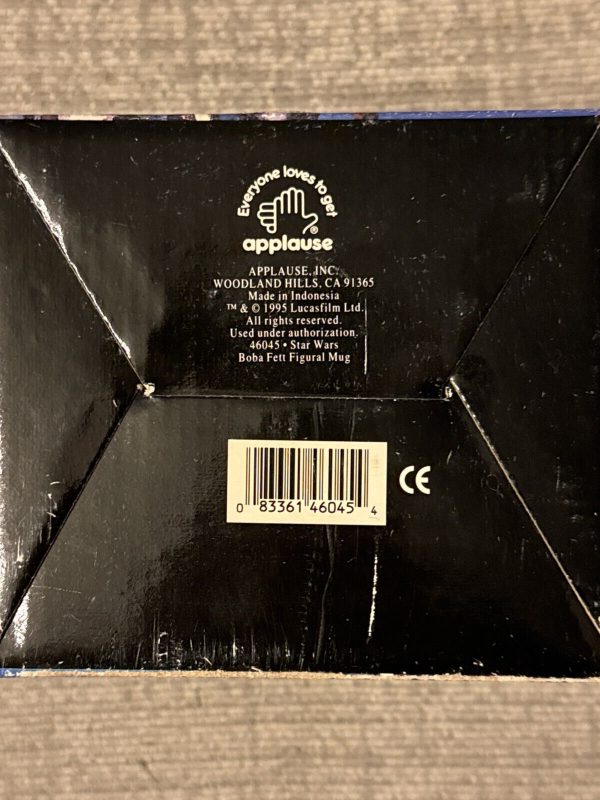 Everyone loves to get
®
applause
APPLAUSE, INC.
WOODLAND HILLS, CA 91365
Made in Indonesia
™ & © 1995 Lucasfilm Ltd.
All rights reserved.
Used under authorization.
46045 • Star Wars
Boba Fett Figural Mug
CE
0 83361 46045 4